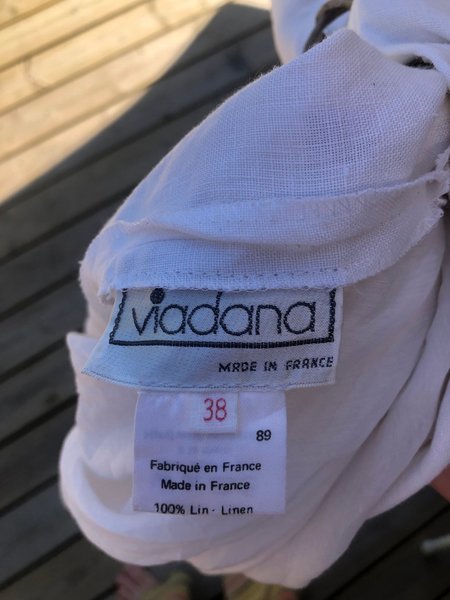 viadana
MADE IN FRANCE
38
89
Fabriqué en France
Made in France
100% Lin - Linen